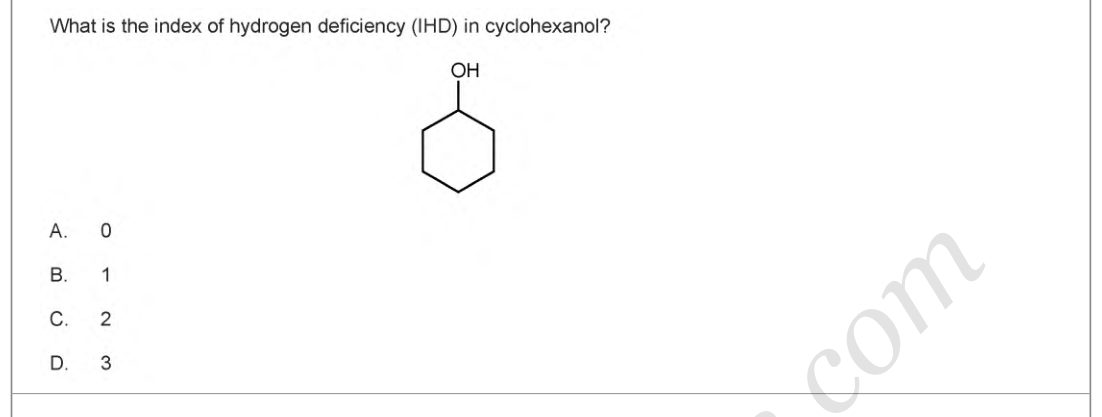 What is the index of hydrogen deficiency (IHD) in cyclohexanol?
OH
A. 0
B. 1
C. 2
D. 3
com